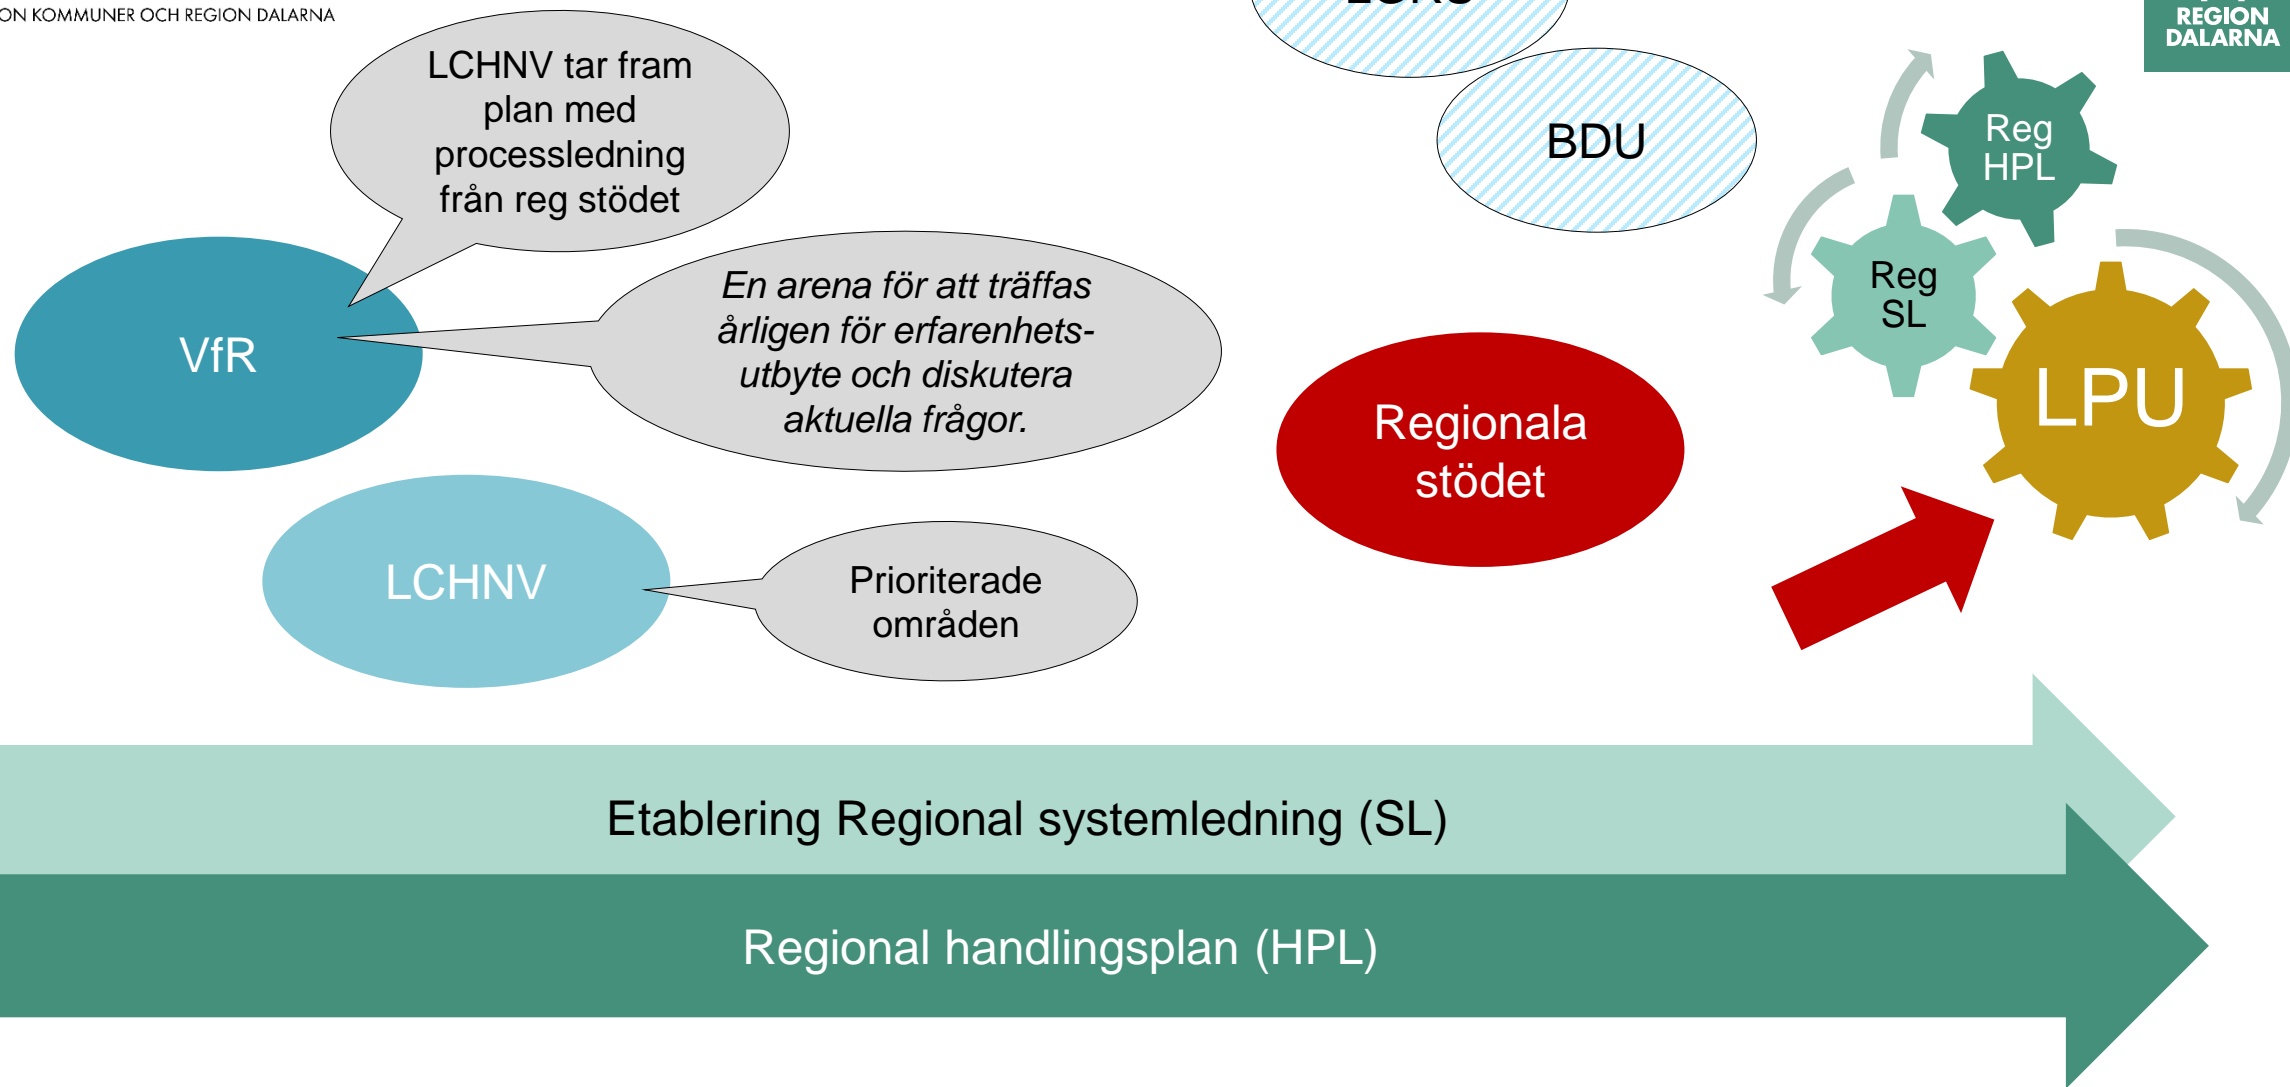 KOMMUNER OCH REGION DALARNA
REGION
DALARNA
LCHNV tar fram
plan med
processledning
från reg stödet
BDU
Reg
HPL
Reg
SL
LPU
VfR
En arena för att träffas
årligen för erfarenhets-
utbyte och diskutera
aktuella frågor.
Regionala
stödet
LCHNV
Prioriterade
områden
Etablering Regional systemledning (SL)
Regional handlingsplan (HPL)